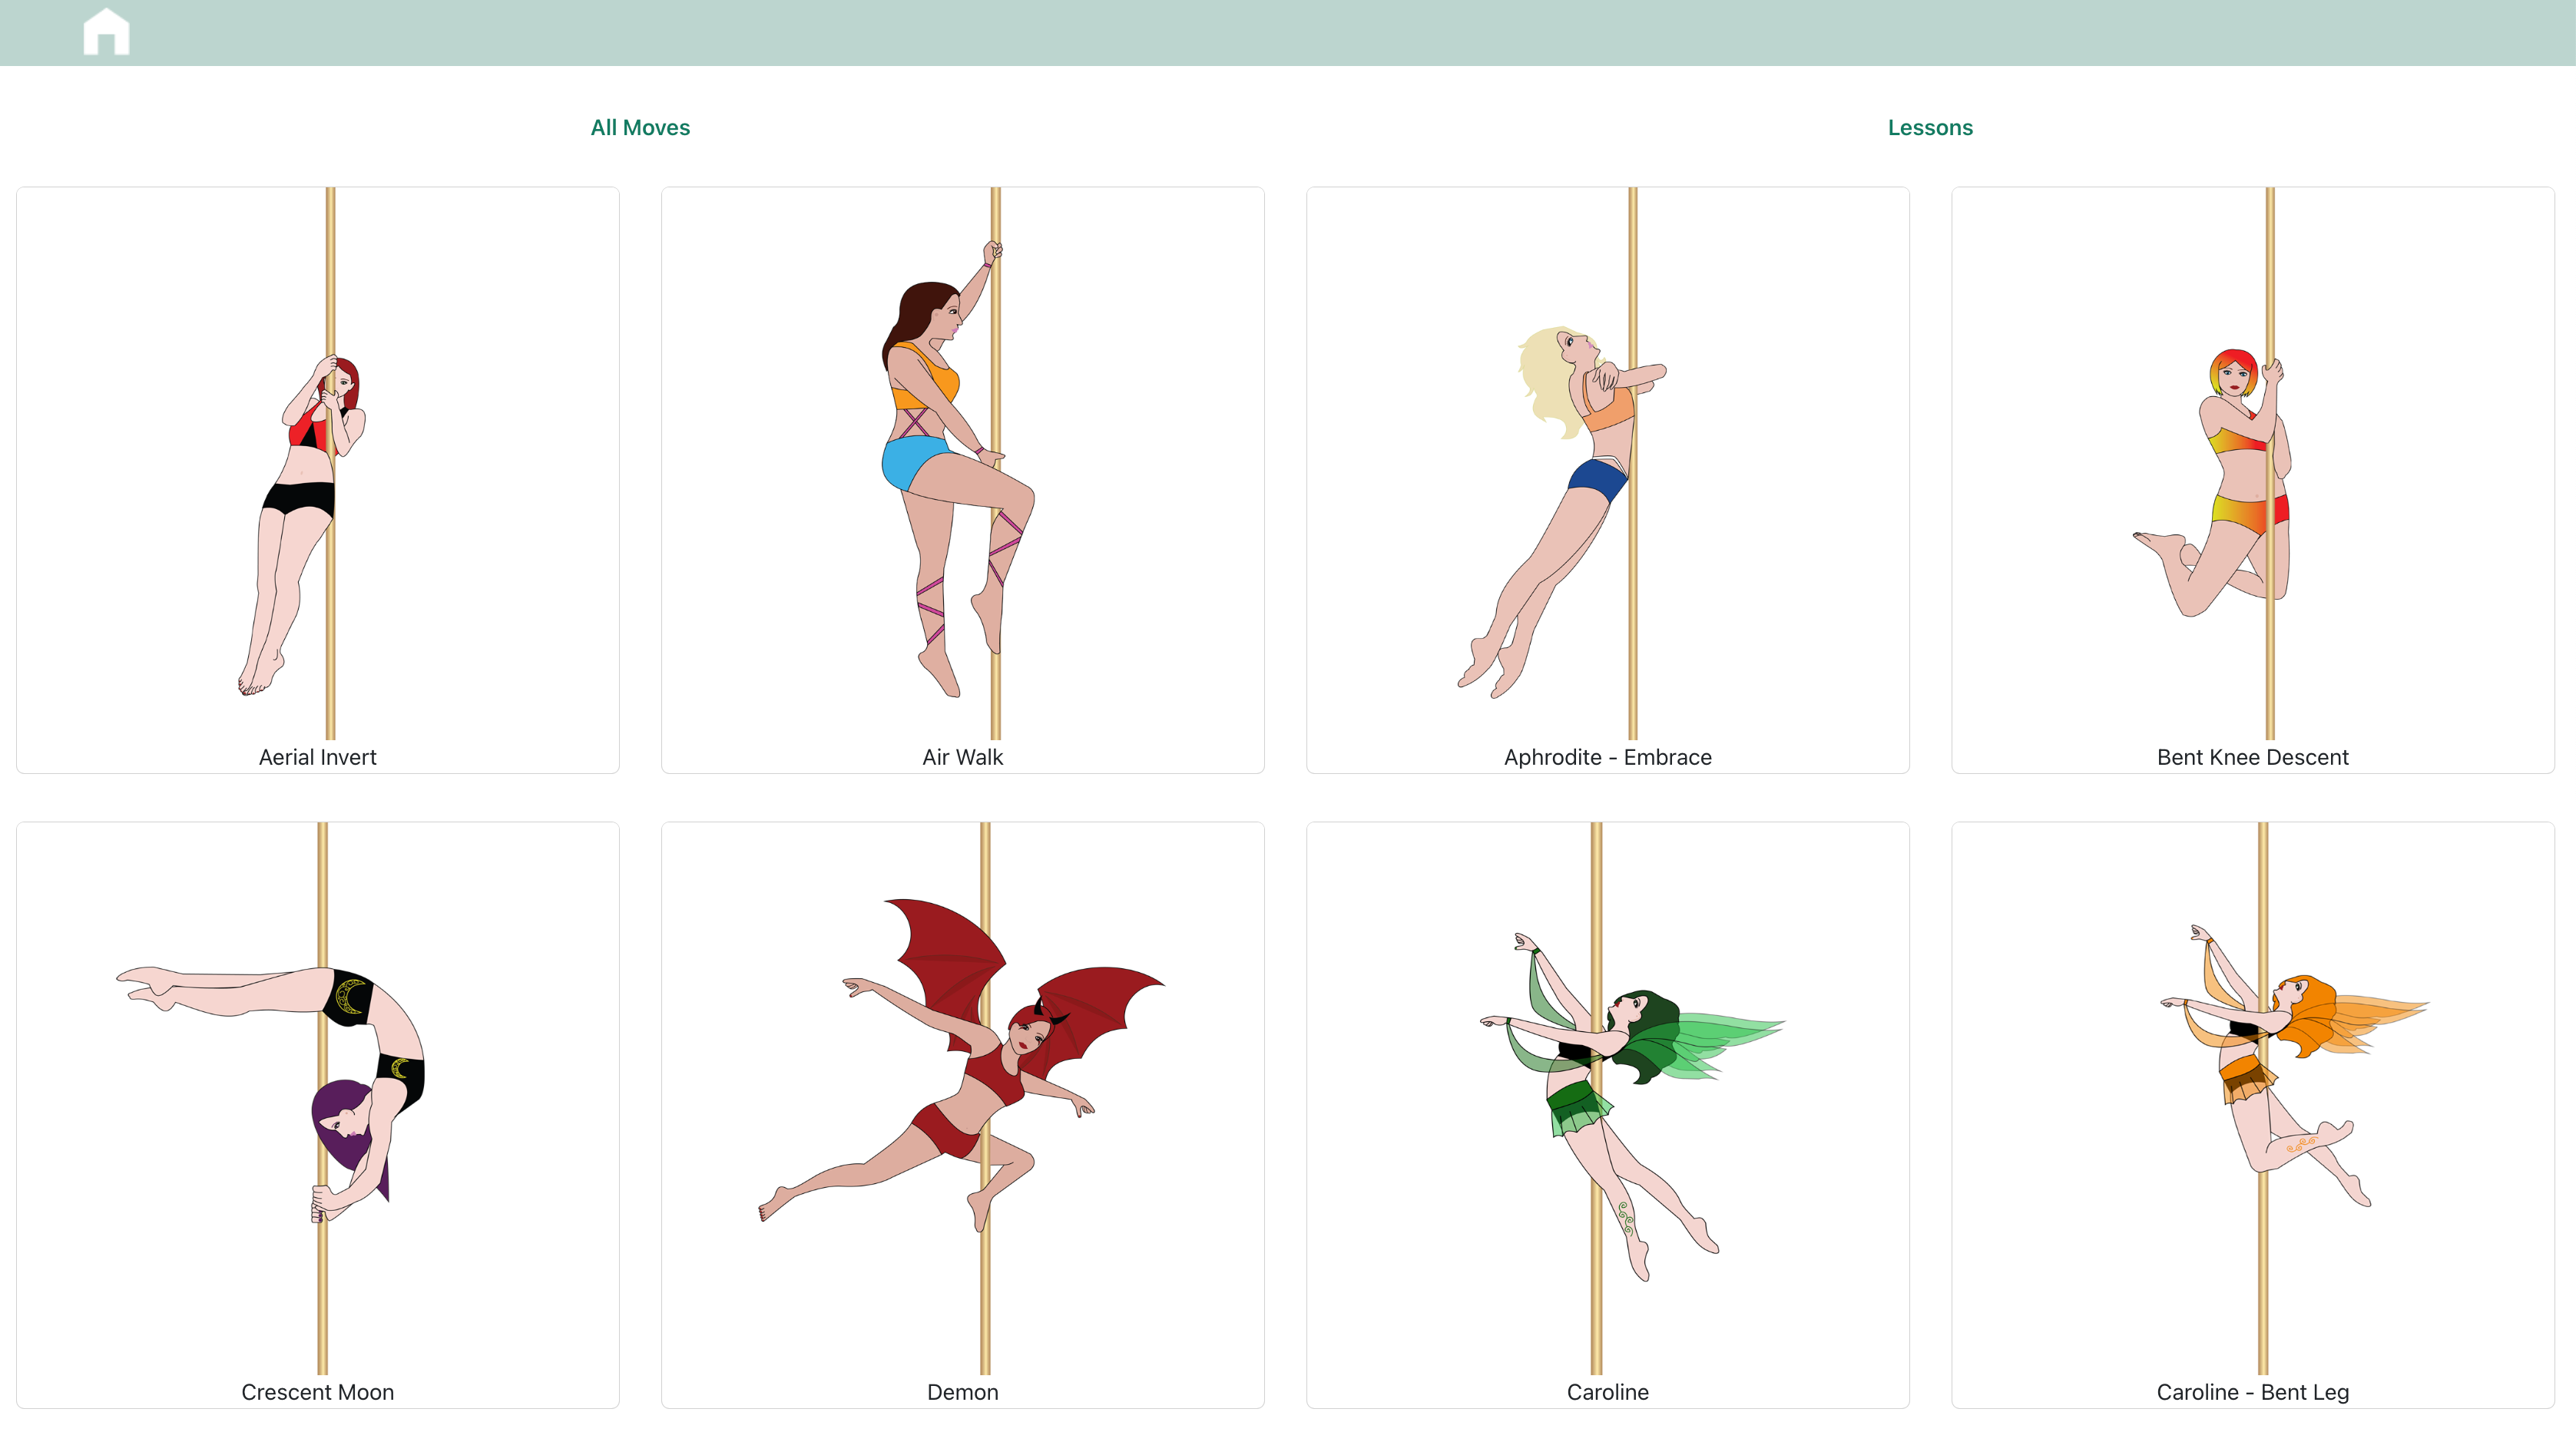 All Moves
Lessons
Aerial Invert
Air Walk
Aphrodite - Embrace
Bent Knee Descent
Crescent Moon
Demon
Caroline
Caroline - Bent Leg